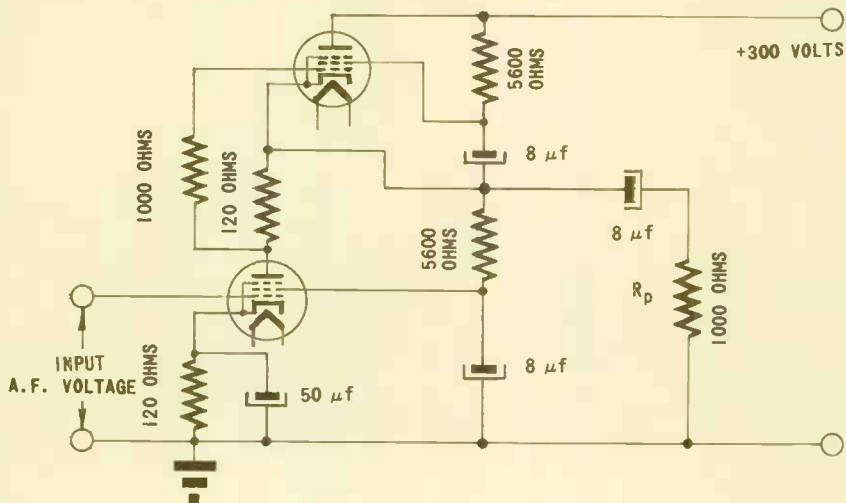 +300 VOLTS
5600
OHMS
8 µf
1000 OHMS
120 OHMS
8 µf
5600
OHMS
Rp
1000 OHMS
INPUT
A.F. VOLTAGE
120 OHMS
50 µf
8 µf